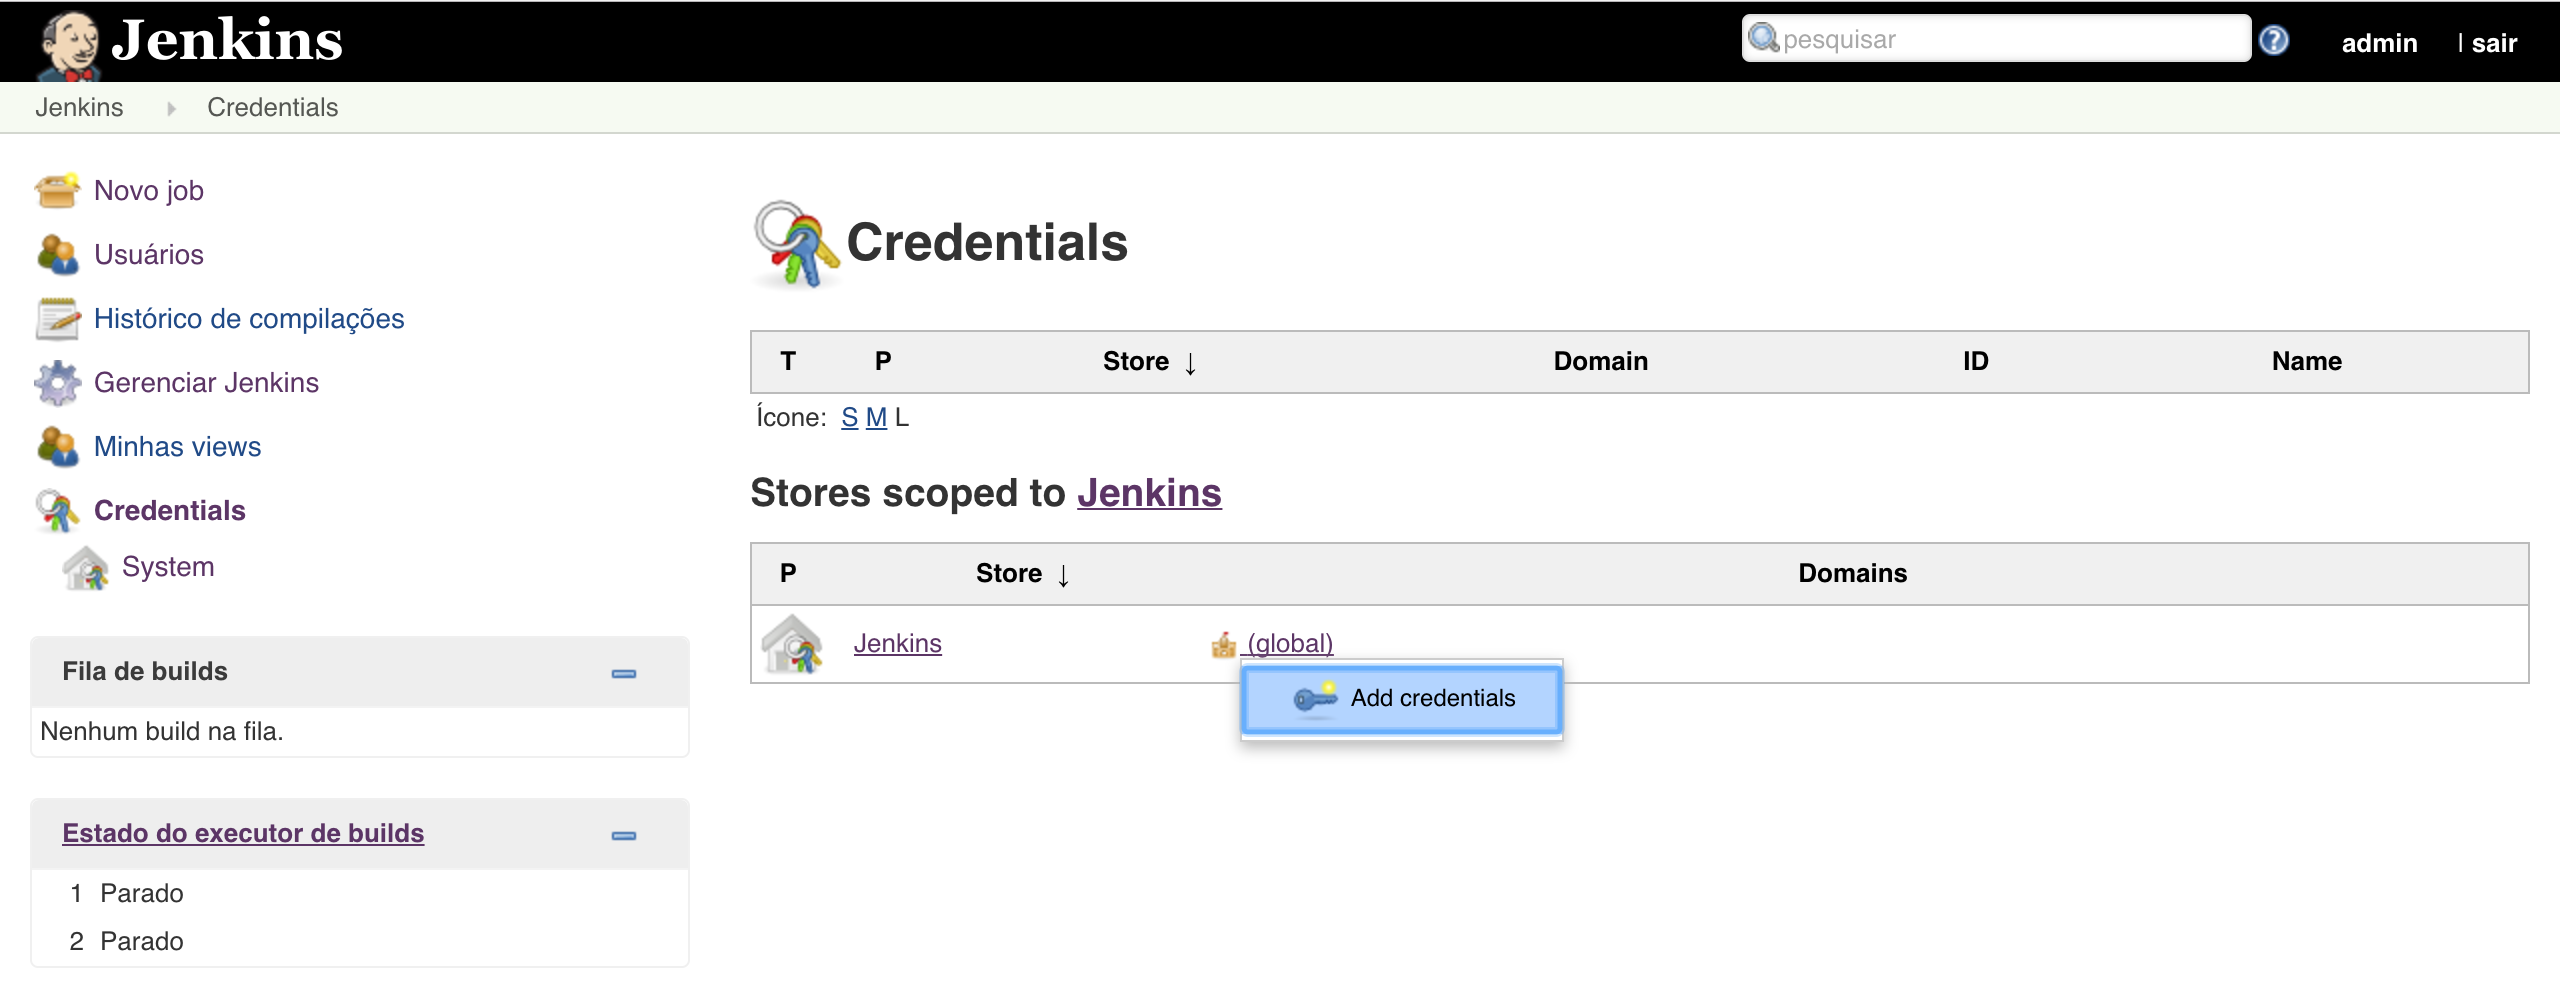 Jenkins
pesquisar
admin | sair
Jenkins Credentials
Novo job
Usuários
Histórico de compilações
Gerenciar Jenkins
Minhas views
Credentials
System
Fila de builds
Nenhum build na fila.
Estado do executor de builds
1 Parado
2 Parado
Credentials
T P Store ↓ Domain ID Name
Ícone: S M L
Stores scoped to Jenkins
P Store ↓ Domains
Jenkins (global)
Add credentials